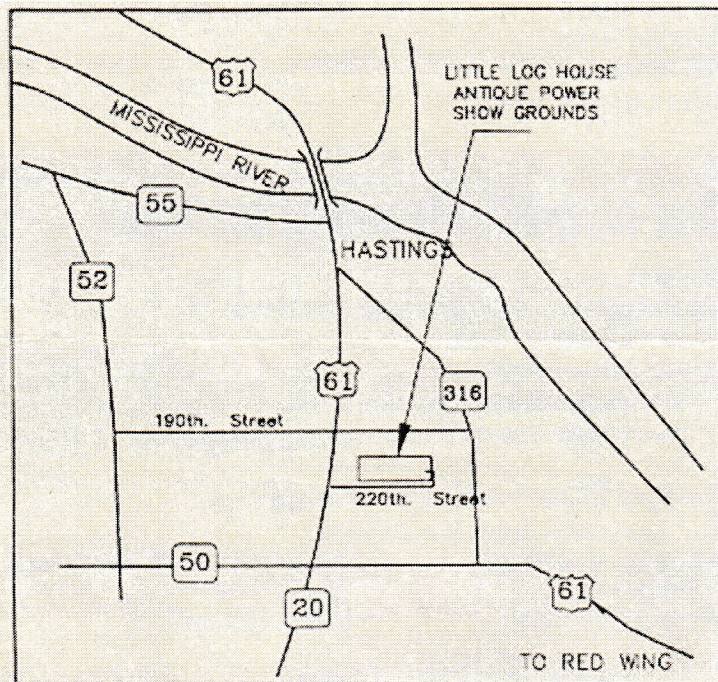 61
LITTLE LOG HOUSE
ANTIQUE POWER
SHOW GROUNDS
MISSISSIPPI RIVER
55
HASTINGS
52
61
316
190th. Street
220th. Street
50
61
20
TO RED WING